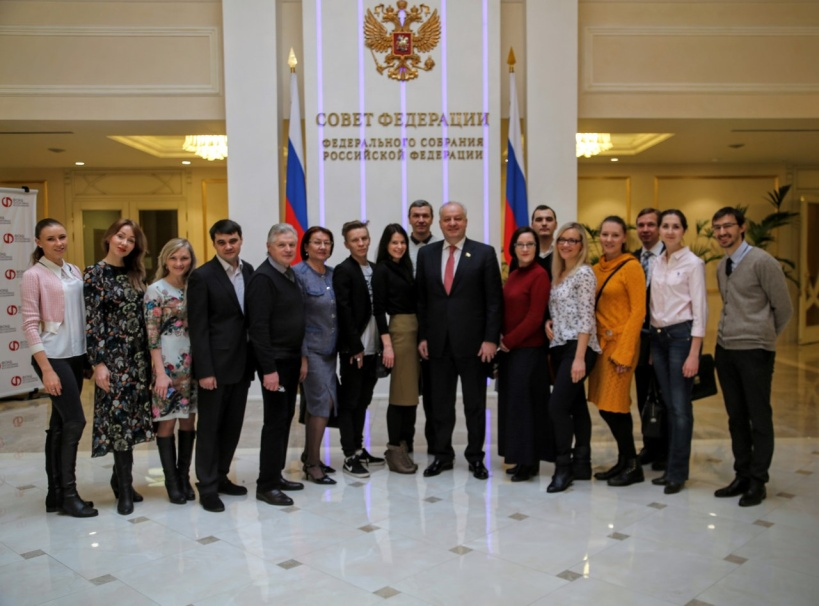 СОВЕТ ФЕДЕРАЦИИ
ФЕДЕРАЛЬНОГО СОБРАНИЯ
РОССИЙСКОЙ ФЕДЕРАЦИИ